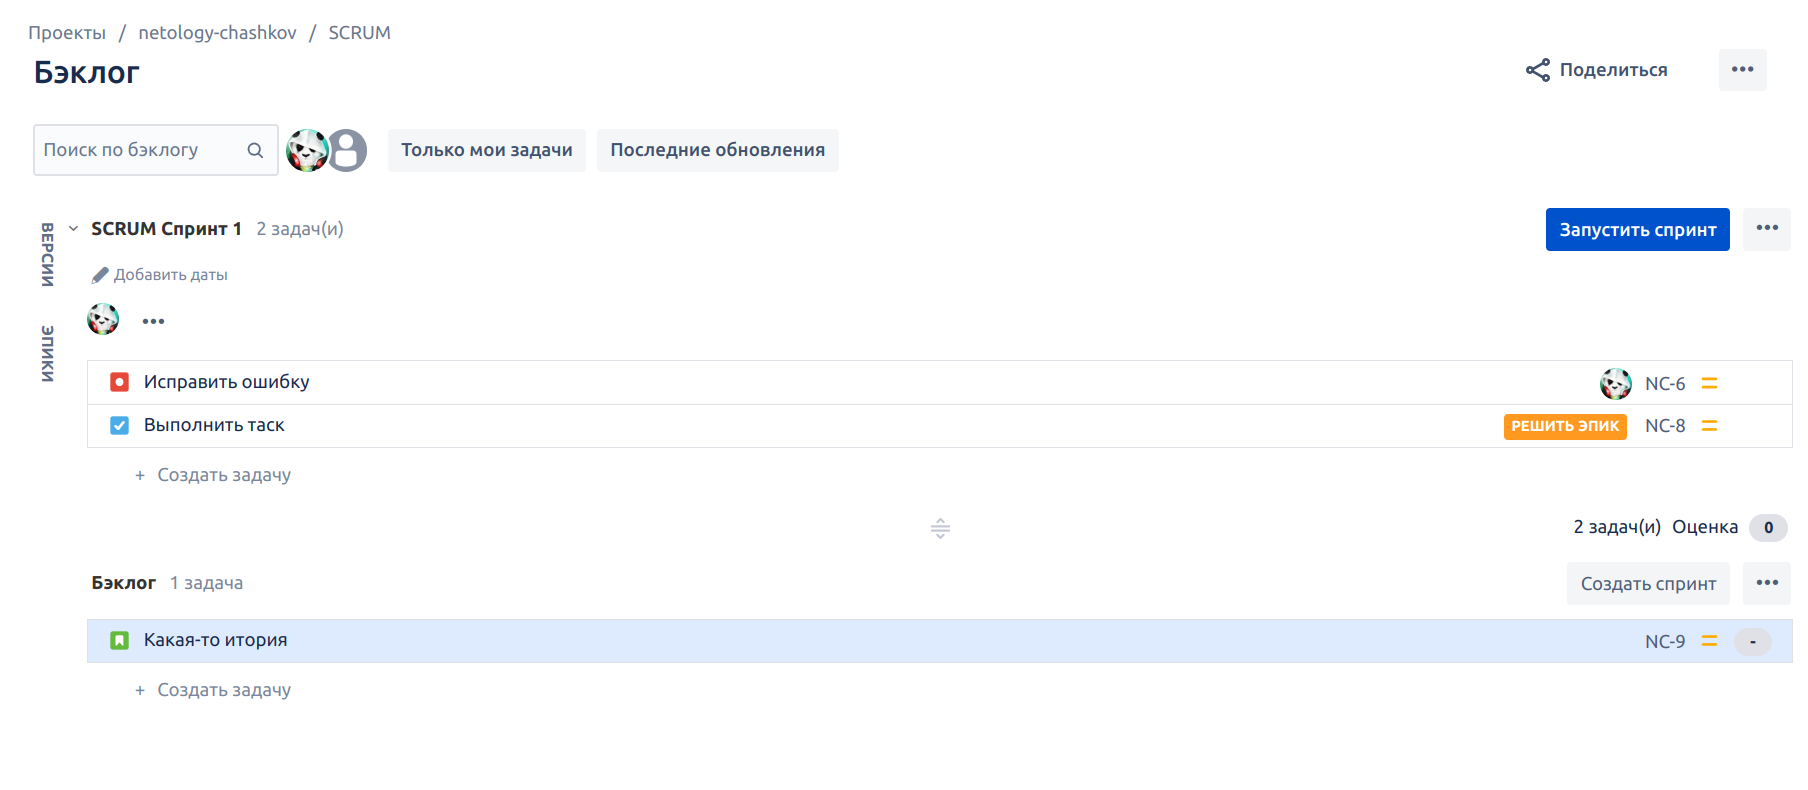 Проекты / netology-chashkov / SCRUM
Бэклог
Поделиться
Поиск по бэклогу
Только мои задачи
Последние обновления
ВЕРСИИ
ЭПИКИ
SCRUM Спринт 1 2 задач(и)
Запустить спринт
Добавить даты
Исправить ошибку NC-6
Выполнить таск РЕШИТЬ ЭПИК NC-8
+ Создать задачу
2 задач(и) Оценка 0
Бэклог 1 задача
Создать спринт
Какая-то итория NC-9 -
+ Создать задачу